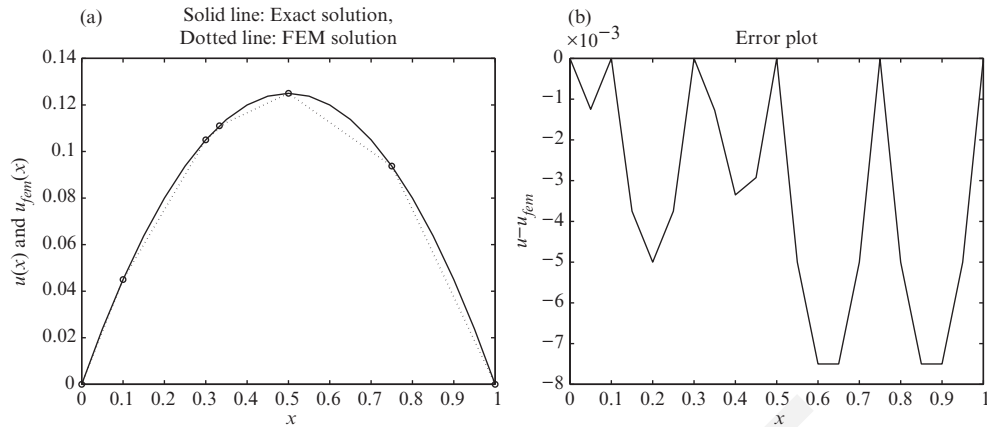 (a)
Solid line: Exact solution,
Dotted line: FEM solution
0.14
0.12
0.1
0.08
0.06
0.04
0.02
0
u(x) and u_fem(x)
0 0.1 0.2 0.3 0.4 0.5 0.6 0.7 0.8 0.9 1
x
(b)
×10⁻³
Error plot
0
−1
−2
−3
−4
−5
−6
−7
−8
u−u_fem
0 0.1 0.2 0.3 0.4 0.5 0.6 0.7 0.8 0.9 1
x